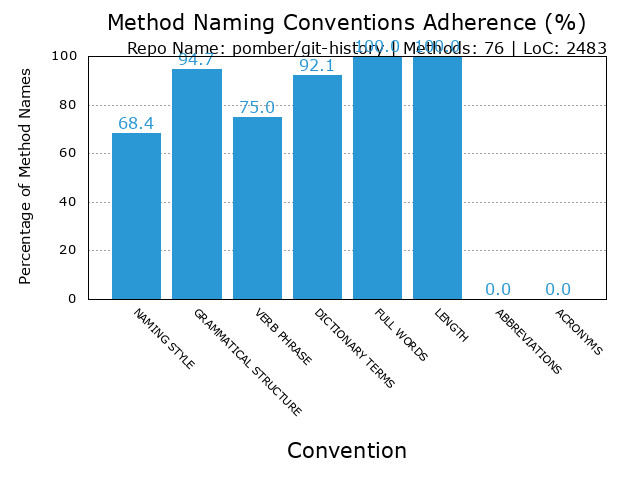 Method Naming Conventions Adherence (%)
Repo Name: pomber/git-history | Methods: 76 | LoC: 2483
Percentage of Method Names
100
80
60
40
20
0
68.4
94.7
75.0
92.1
100.0
100.0
0.0
0.0
NAMING STYLE
GRAMMATICAL STRUCTURE
VERB PHRASE
DICTIONARY TERMS
FULL WORDS
LENGTH
ABBREVIATIONS
ACRONYMS
Convention